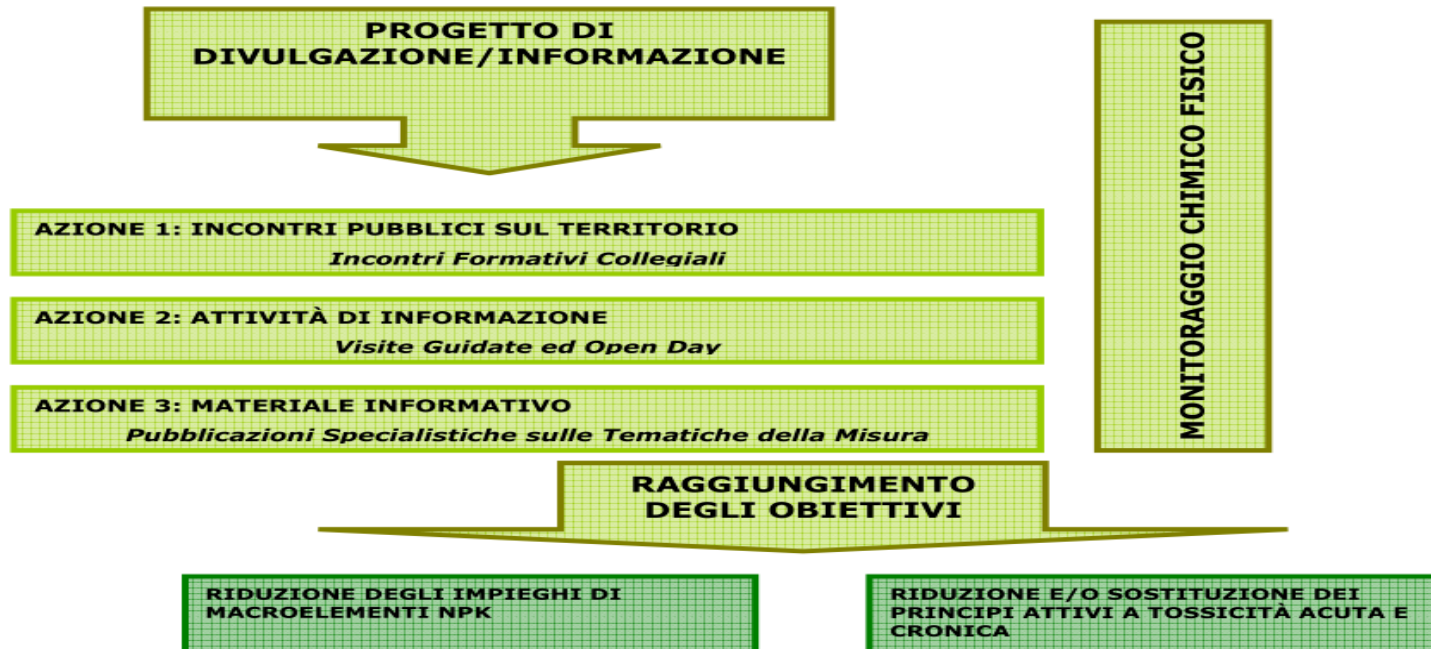 PROGETTO DI
DIVULGAZIONE/INFORMAZIONE
MONITORAGGIO CHIMICO FISICO
AZIONE 1: INCONTRI PUBBLICI SUL TERRITORIO
Incontri Formativi Collegiali
AZIONE 2: ATTIVITÀ DI INFORMAZIONE
Visite Guidate ed Open Day
AZIONE 3: MATERIALE INFORMATIVO
Pubblicazioni Specialistiche sulle Tematiche della Misura
RAGGIUNGIMENTO
DEGLI OBIETTIVI
RIDUZIONE DEGLI IMPIEGHI DI
MACROELEMENTI NPK
RIDUZIONE E/O SOSTITUZIONE DEI
PRINCIPI ATTIVI A TOSSICITÀ ACUTA E
CRONICA